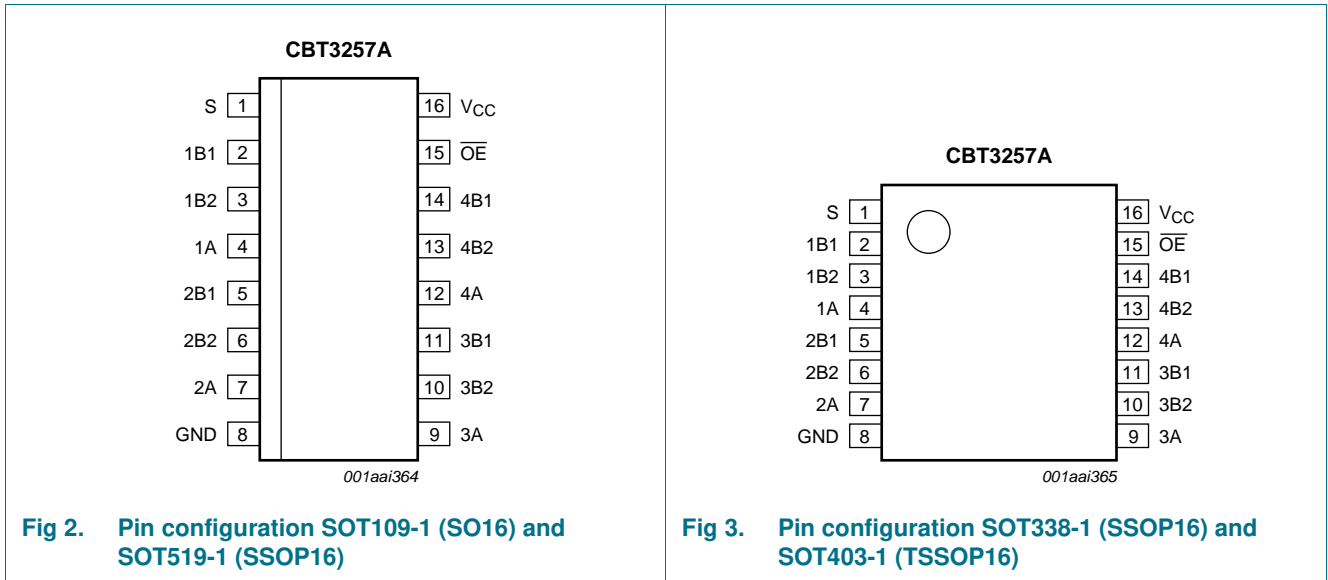 CBT3257A
S 1 16 VCC
1B1 2 15 OE
1B2 3 14 4B1
1A 4 13 4B2
2B1 5 12 4A
2B2 6 11 3B1
2A 7 10 3B2
GND 8 9 3A
001aai364
Fig 2. Pin configuration SOT109-1 (SO16) and
SOT519-1 (SSOP16)
CBT3257A
S 1 16 VCC
1B1 2 15 OE
1B2 3 14 4B1
1A 4 13 4B2
2B1 5 12 4A
2B2 6 11 3B1
2A 7 10 3B2
GND 8 9 3A
001aai365
Fig 3. Pin configuration SOT338-1 (SSOP16) and
SOT403-1 (TSSOP16)